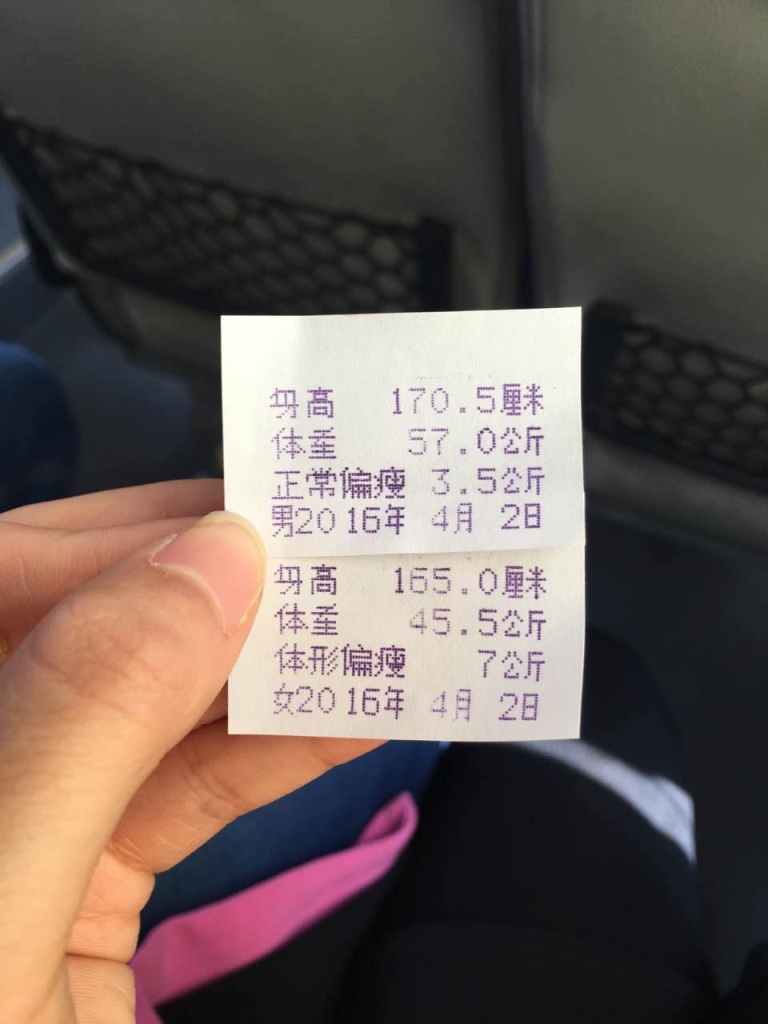 身高 170.5厘米
体重 57.0公斤
正常偏瘦 3.5公斤
男2016年 4月 2日
身高 165.0厘米
体重 45.5公斤
体形偏瘦 7公斤
女2016年 4月 2日